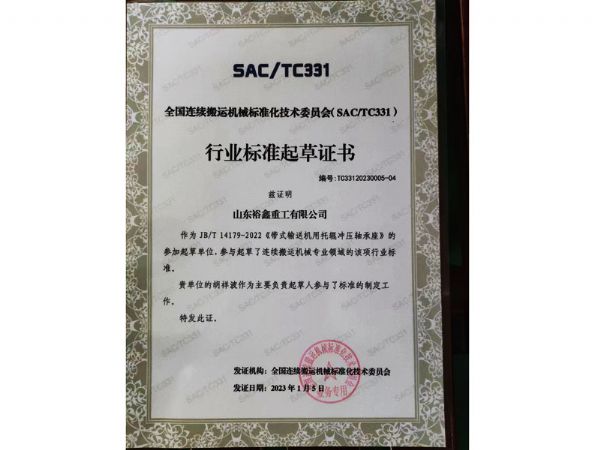 SAC/TC331
全国连续搬运机械标准化技术委员会（SAC/TC331）
行业标准起草证书
编号:TC33120230005-04
兹证明
山东裕鑫重工有限公司
作为 JB/T 14179-2022《带式输送机用托辊冲压轴承座》的
参加起草单位,参与起草了连续搬运机械专业领域的该项行业标
准。
贵单位的胡祥波作为主要负责起草人参与了标准的制定工
作。
特发此证。
发证机构: 全国连续搬运机械标准化技术委员会
发证日期: 2023 年 1 月 5 日
业务专用